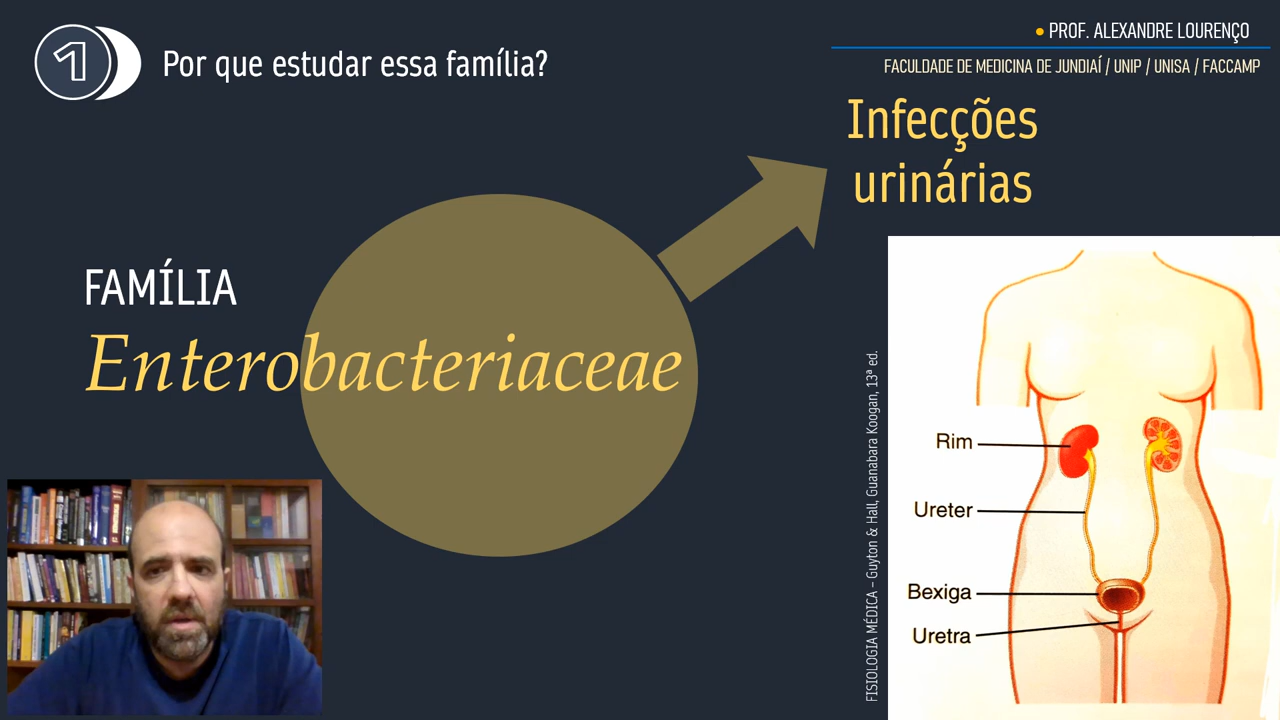 1
Por que estudar essa família?
PROF. ALEXANDRE LOURENÇO
FACULDADE DE MEDICINA DE JUNDIAÍ / UNIP / UNISA / FACCAMP
Infecções
urinárias
FAMÍLIA
Enterobacteriaceae
FISIOLOGIA MÉDICA – Guyton & Hall, Guanabara Koogan, 13ª ed.
Rim
Ureter
Bexiga
Uretra